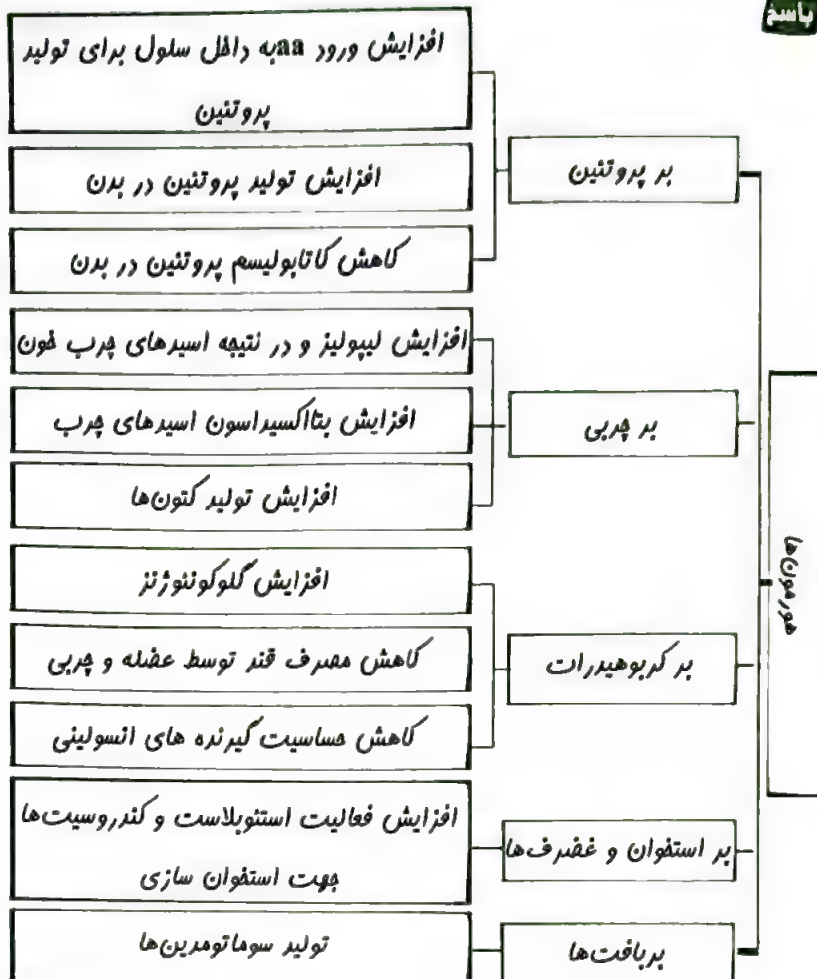 پاسخ
هورمون‌ها
بر پروتئین
افزایش ورود aaبه داخل سلول برای تولید
پروتئین
افزایش تولید پروتئین در بدن
کاهش کاتابولیسم پروتئین در بدن
بر چربی
افزایش لیپولیز و در نتیجه اسیدهای چرب خون
افزایش بتااکسیداسون اسیدهای چرب
افزایش تولید کتون‌ها
بر کربوهیدرات
افزایش گلوکونئوژنز
کاهش مصرف قند توسط عضله و چربی
کاهش حساسیت گیرنده های انسولینی
بر استخوان و غضرف‌ها
افزایش فعالیت استئوبلاست و کندروسیت‌ها
جهت استخوان سازی
بربافت‌ها
تولید سوماتومدین‌ها